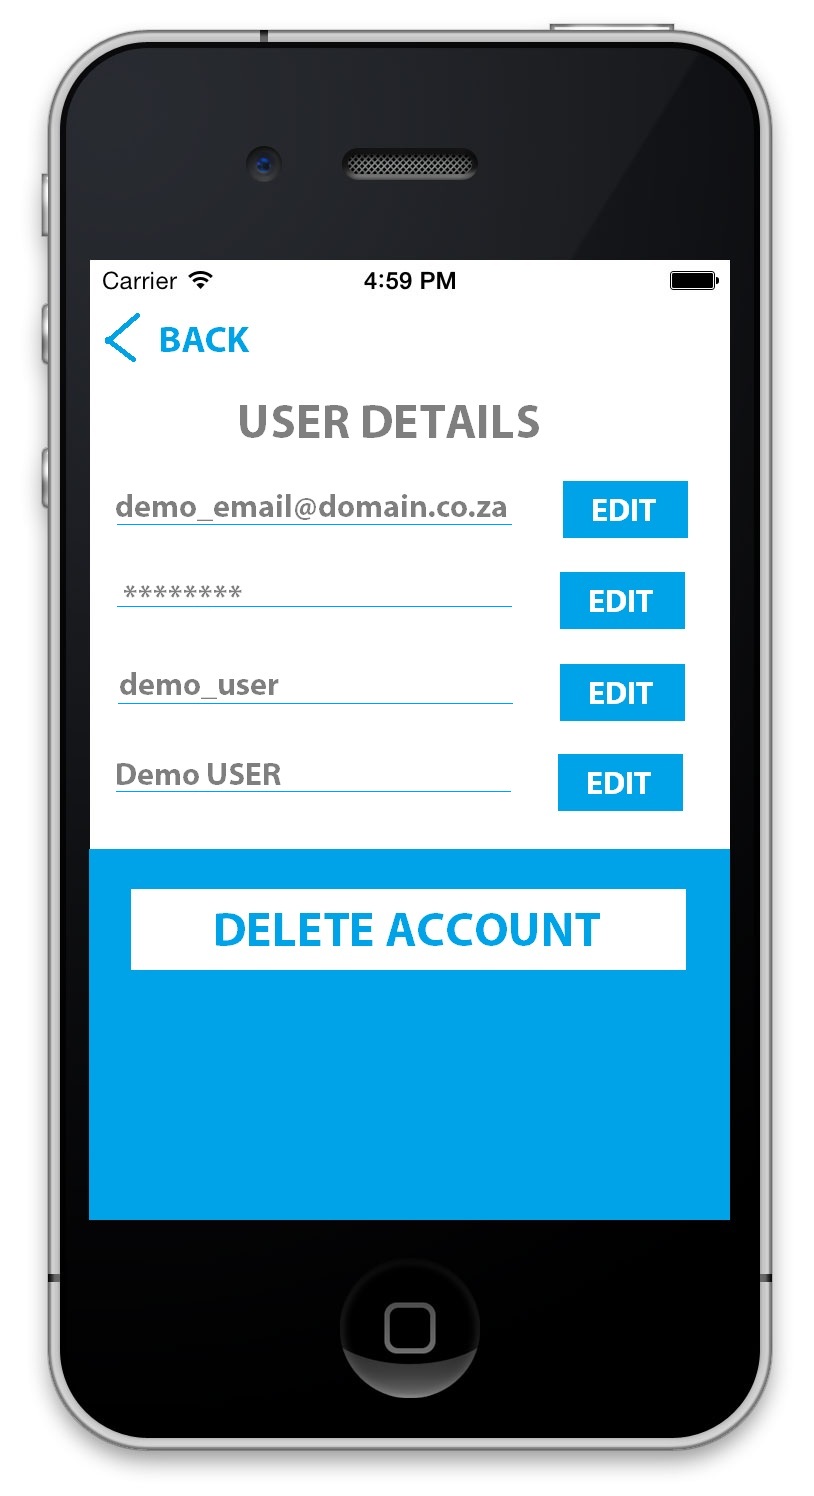 Carrier 4:59 PM
BACK
USER DETAILS
demo_email@domain.co.za EDIT
******** EDIT
demo_user EDIT
Demo USER EDIT
DELETE ACCOUNT